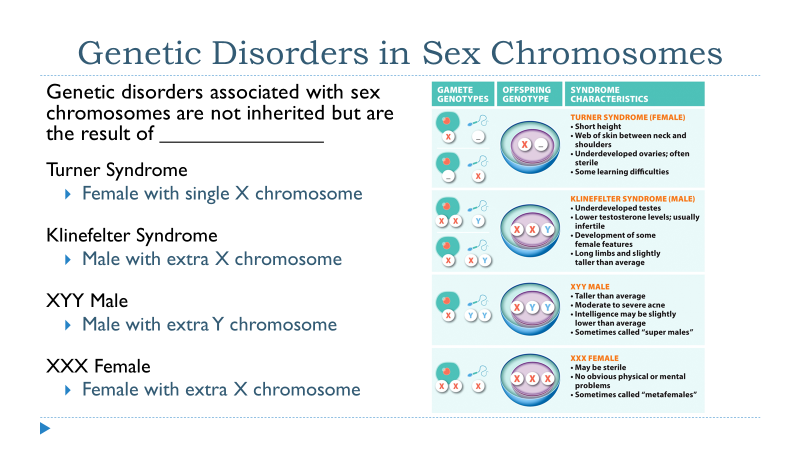 Genetic Disorders in Sex Chromosomes
Genetic disorders associated with sex
chromosomes are not inherited but are
the result of _______________
Turner Syndrome
Female with single X chromosome
Klinefelter Syndrome
Male with extra X chromosome
XYY Male
Male with extra Y chromosome
XXX Female
Female with extra X chromosome
GAMETE
GENOTYPES
OFFSPRING
GENOTYPE
SYNDROME
CHARACTERISTICS
X _
_ X
X _
TURNER SYNDROME (FEMALE)
• Short height
• Web of skin between neck and
shoulders
• Underdeveloped ovaries; often
sterile
• Some learning difficulties
X X Y
X X Y
X X Y
KLINEFELTER SYNDROME (MALE)
• Underdeveloped testes
• Lower testosterone levels; usually
infertile
• Development of some
female features
• Long limbs and slightly
taller than average
X Y Y
X Y Y
XYY MALE
• Taller than average
• Moderate to severe acne
• Intelligence may be slightly
lower than average
• Sometimes called “super males”
X X X
X X X
XXX FEMALE
• May be sterile
• No obvious physical or mental
problems
• Sometimes called “metafemales”